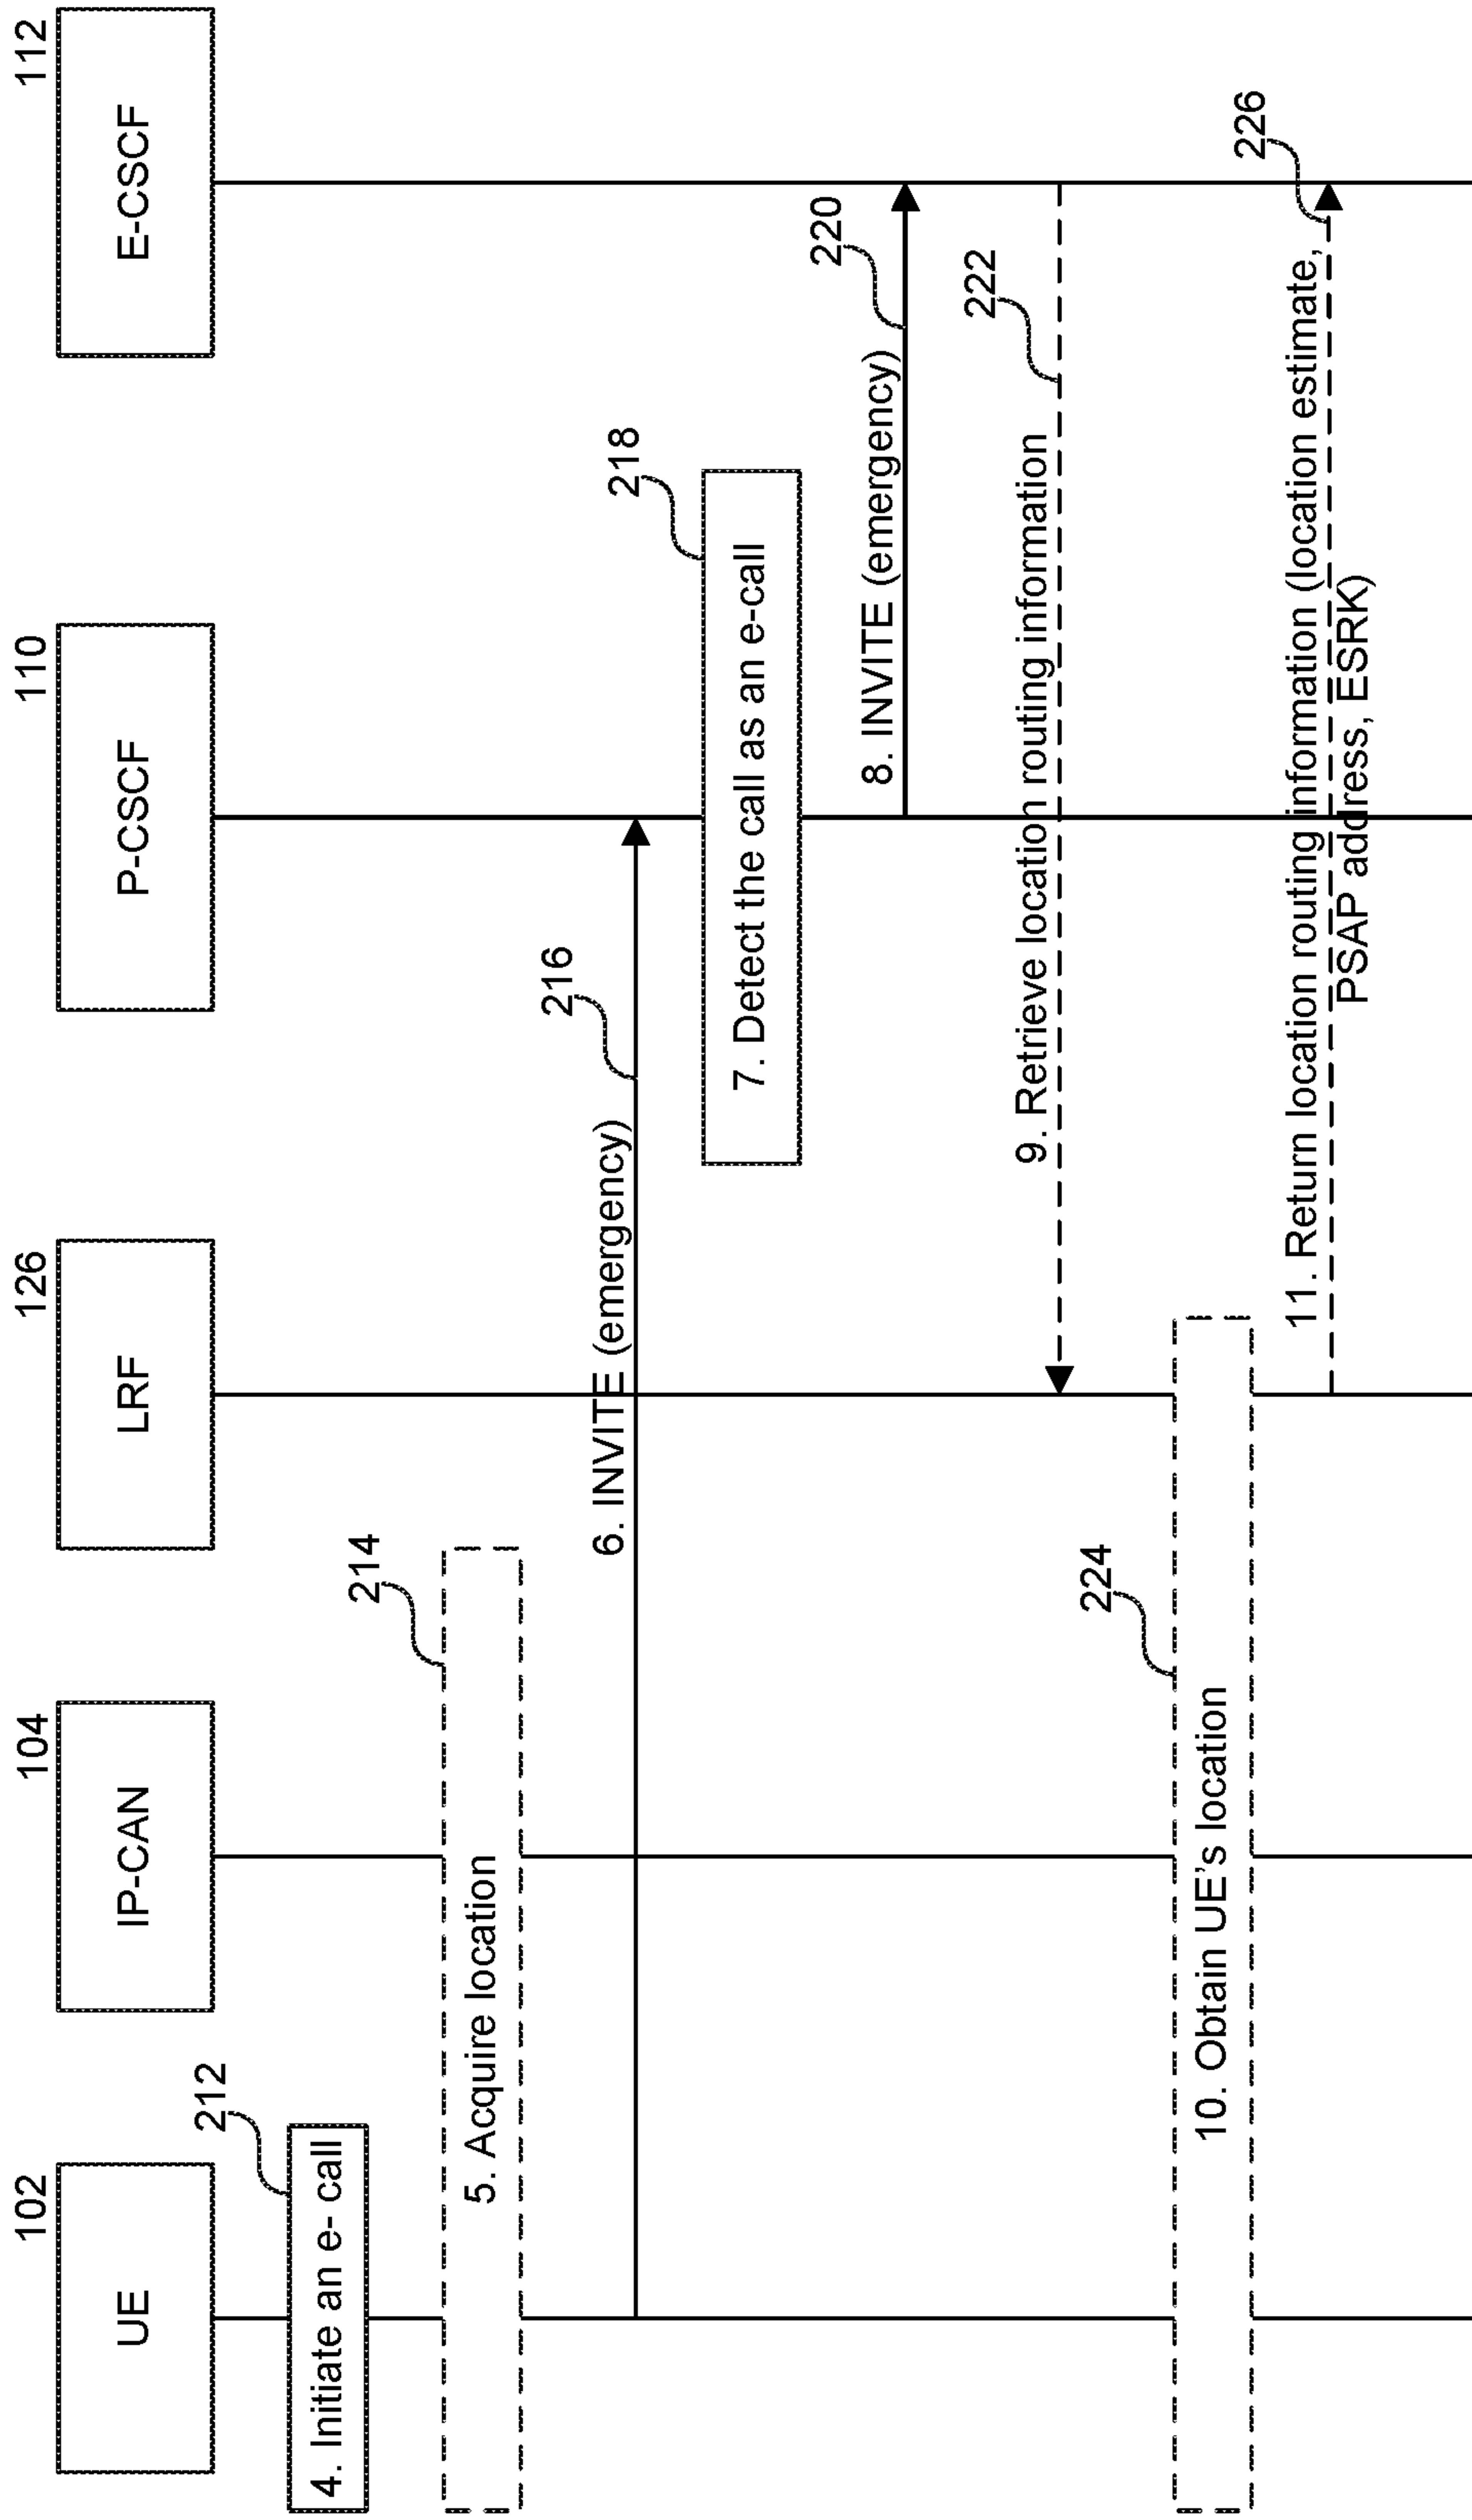 102
104
126
110
112
UE
IP-CAN
LRF
P-CSCF
E-CSCF
212
4. Initiate an e- call
214
5. Acquire location
216
6. INVITE (emergency)
218
7. Detect the call as an e-call
220
8. INVITE (emergency)
222
9. Retrieve location routing information
224
10. Obtain UE's location
226
11. Return location routing information (location estimate,
PSAP address, ESRK)